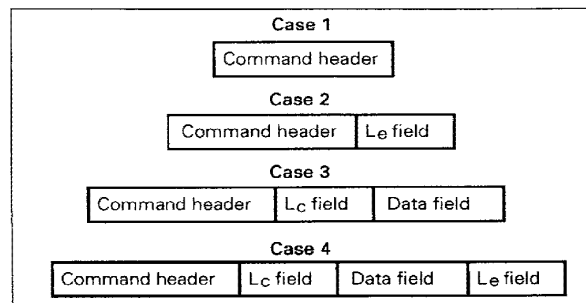 Case 1
Command header
Case 2
Command header Le field
Case 3
Command header Lc field Data field
Case 4
Command header Lc field Data field Le field